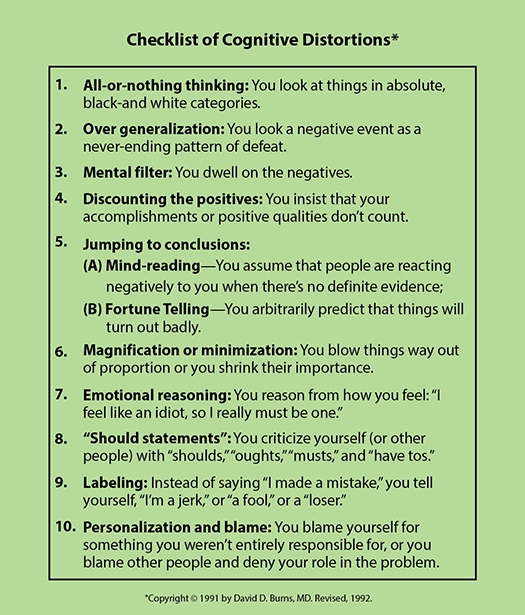 Checklist of Cognitive Distortions*
1. All-or-nothing thinking: You look at things in absolute,
black-and white categories.
2. Over generalization: You look a negative event as a
never-ending pattern of defeat.
3. Mental filter: You dwell on the negatives.
4. Discounting the positives: You insist that your
accomplishments or positive qualities don’t count.
5. Jumping to conclusions:
(A) Mind-reading—You assume that people are reacting
negatively to you when there’s no definite evidence;
(B) Fortune Telling—You arbitrarily predict that things will
turn out badly.
6. Magnification or minimization: You blow things way out
of proportion or you shrink their importance.
7. Emotional reasoning: You reason from how you feel: “I
feel like an idiot, so I really must be one.”
8. “Should statements”: You criticize yourself (or other
people) with “shoulds,” “oughts,” “musts,” and “have tos.”
9. Labeling: Instead of saying “I made a mistake,” you tell
yourself, “I’m a jerk,” or “a fool,” or a “loser.”
10. Personalization and blame: You blame yourself for
something you weren’t entirely responsible for, or you
blame other people and deny your role in the problem.
*Copyright © 1991 by David D. Burns, MD. Revised, 1992.